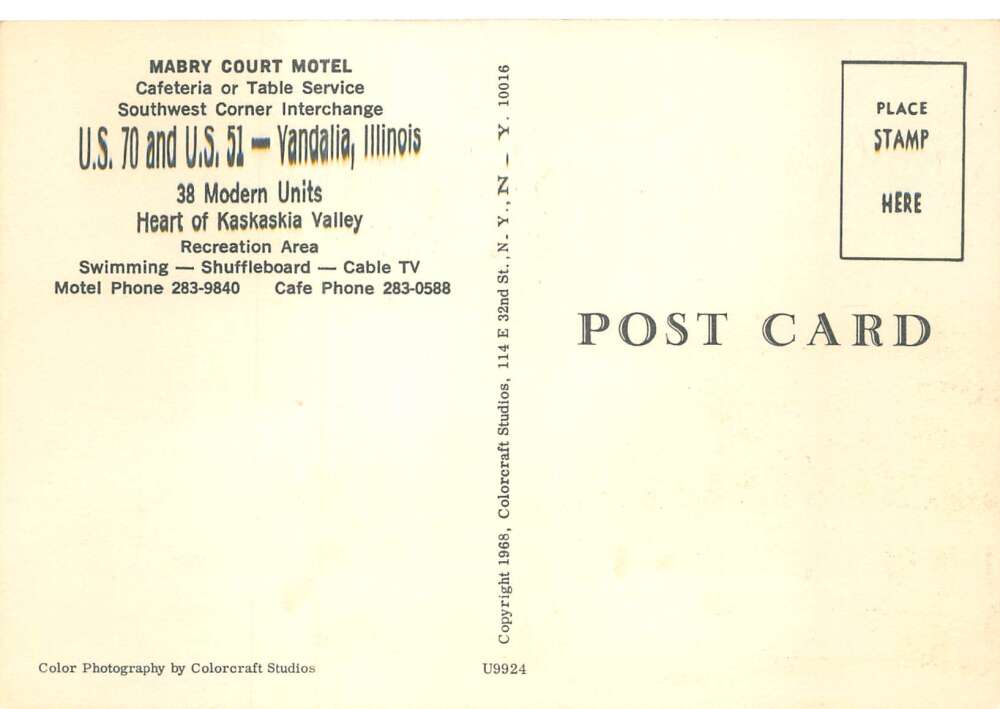 MABRY COURT MOTEL
Cafeteria or Table Service
Southwest Corner Interchange
U.S. 70 and U.S. 51 — Vandalia, Illinois
38 Modern Units
Heart of Kaskaskia Valley
Recreation Area
Swimming — Shuffleboard — Cable TV
Motel Phone 283-9840 Cafe Phone 283-0588
Color Photography by Colorcraft Studios
Copyright 1968, Colorcraft Studios, 114 E 32nd St., N. Y., N. Y. 10016
U9924
PLACE
STAMP
HERE
POST CARD